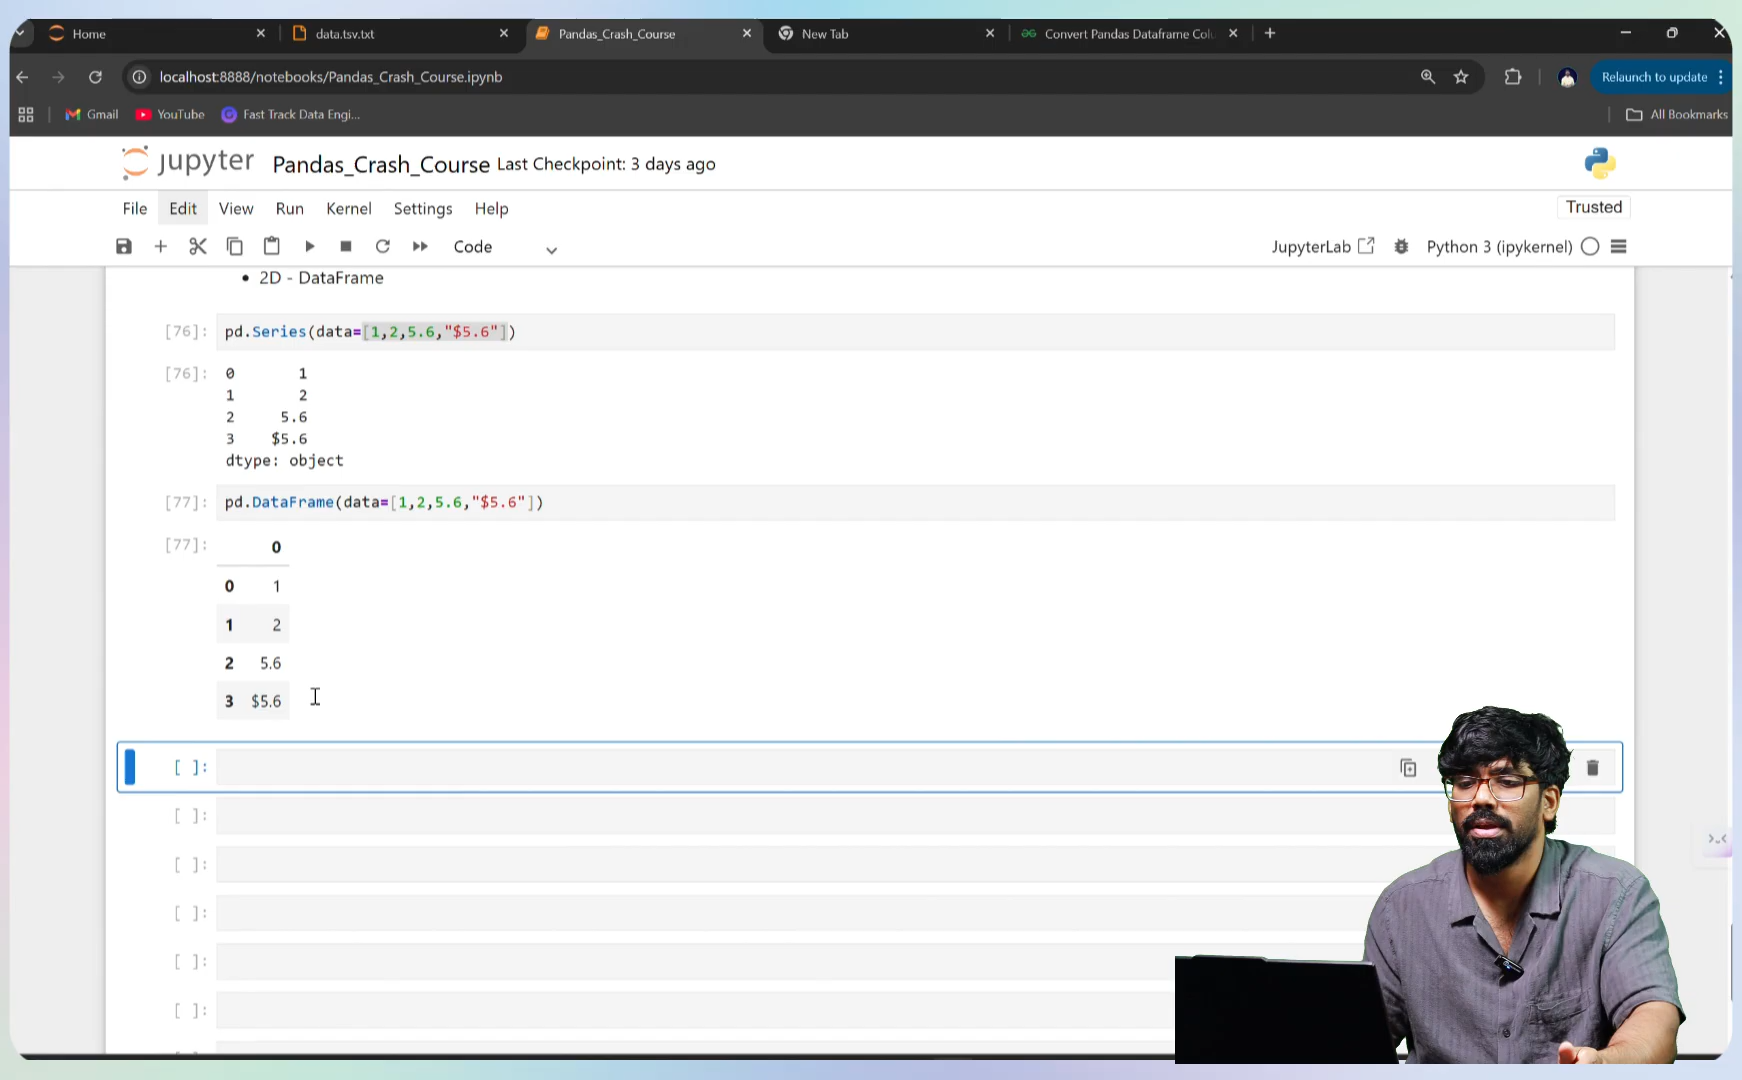 Home
data.tsv.txt
Pandas_Crash_Course
New Tab
Convert Pandas Dataframe Col
localhost:8888/notebooks/Pandas_Crash_Course.ipynb
Relaunch to update
Gmail
YouTube
Fast Track Data Engi...
All Bookmarks
jupyter Pandas_Crash_Course Last Checkpoint: 3 days ago
File Edit View Run Kernel Settings Help
Trusted
Code
JupyterLab
Python 3 (ipykernel)
• 2D - DataFrame
[76]: pd.Series(data=[1,2,5.6,"$5.6"])
[76]: 0 1
1 2
2 5.6
3 $5.6
dtype: object
[77]: pd.DataFrame(data=[1,2,5.6,"$5.6"])
[77]: 0
0 1
1 2
2 5.6
3 $5.6
[ ]:
[ ]:
[ ]:
[ ]:
[ ]:
[ ]: